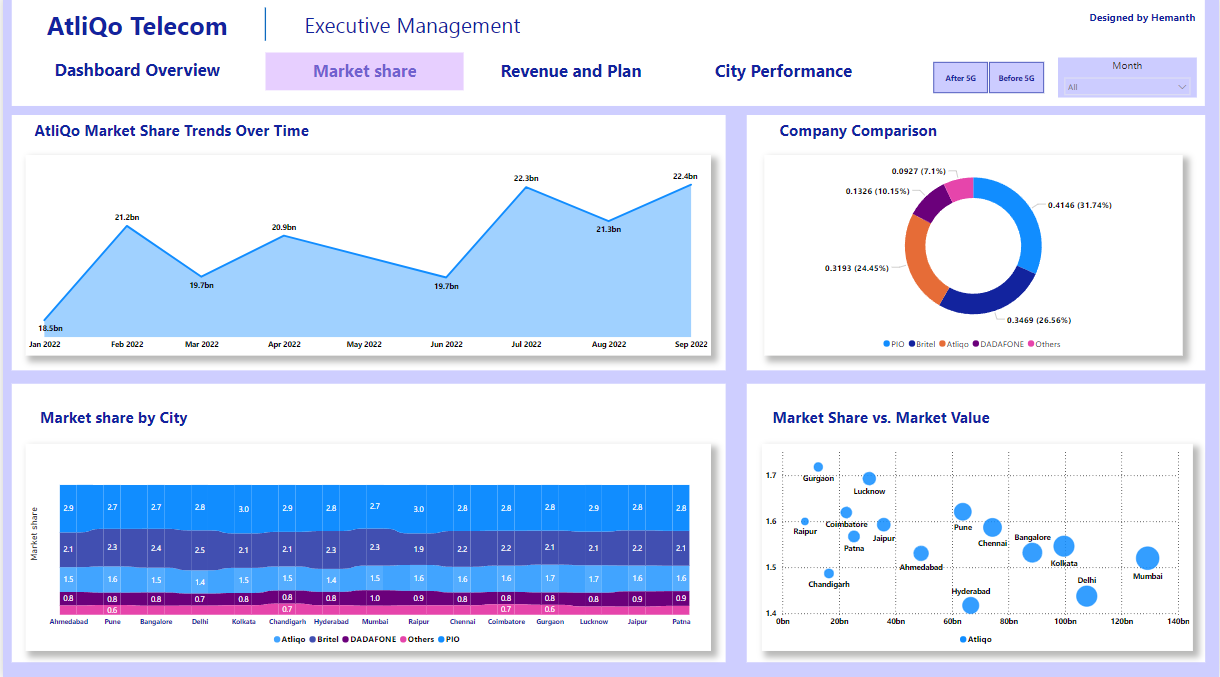 AtliQo Telecom
Executive Management
Designed by Hemanth
Dashboard Overview
Market share
Revenue and Plan
City Performance
After 5G
Before 5G
Month
All
AtliQo Market Share Trends Over Time
22.3bn
22.4bn
21.2bn
20.9bn
21.3bn
19.7bn
19.7bn
18.5bn
Jan 2022 Feb 2022 Mar 2022 Apr 2022 May 2022 Jun 2022 Jul 2022 Aug 2022 Sep 2022
Company Comparison
0.0927 (7.1%)
0.1326 (10.15%)
0.4146 (31.74%)
0.3193 (24.45%)
0.3469 (26.56%)
PIO Britel Atliqo DADAFONE Others
Market share by City
Market share
2.9 2.7 2.7 2.8 3.0 2.9 2.8 2.7 3.0 2.8 2.8 2.8 2.9 2.8 2.8
2.1 2.3 2.4 2.5 2.1 2.1 2.3 2.3 1.9 2.2 2.2 2.1 2.1 2.2 2.1
1.5 1.6 1.5 1.4 1.5 1.5 1.4 1.5 1.6 1.6 1.6 1.7 1.7 1.6 1.6
0.8 0.8 0.8 0.7 0.8 0.8 0.8 1.0 0.9 0.8 0.8 0.8 0.8 0.9 0.9
0.6 0.7 0.7 0.6
Ahmedabad Pune Bangalore Delhi Kolkata Chandigarh Hyderabad Mumbai Raipur Chennai Coimbatore Gurgaon Lucknow Jaipur Patna
Atliqo Britel DADAFONE Others PIO
Market Share vs. Market Value
1.7
Gurgaon
Lucknow
1.6
Raipur
Coimbatore
Patna
Jaipur
Pune
Chennai
Bangalore
Kolkata
1.5
Ahmedabad
Chandigarh
Mumbai
Hyderabad
Delhi
1.4
0bn 20bn 40bn 60bn 80bn 100bn 120bn 140bn
Atliqo